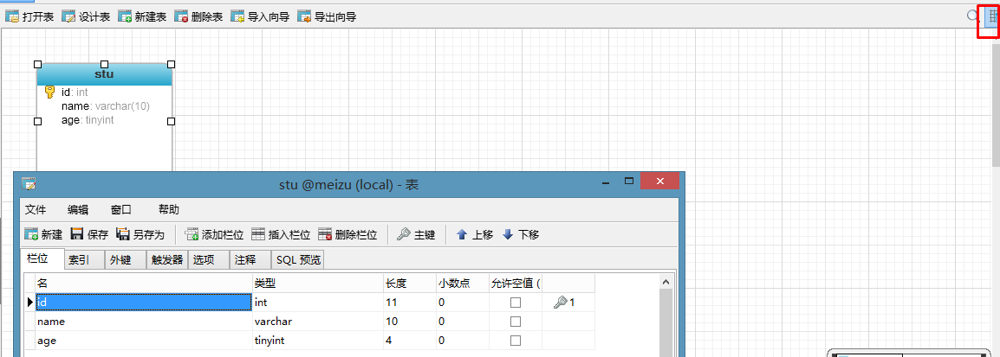 打开表 设计表 新建表 删除表 导入向导 导出向导
stu
id: int
name: varchar(10)
age: tinyint
stu @meizu (local) - 表
文件 编辑 窗口 帮助
新建 保存 另存为 添加栏位 插入栏位 删除栏位 主键 上移 下移
栏位 索引 外键 触发器 选项 注释 SQL 预览
名 类型 长度 小数点 允许空值 (
id int 11 0 1
name varchar 10 0
age tinyint 4 0